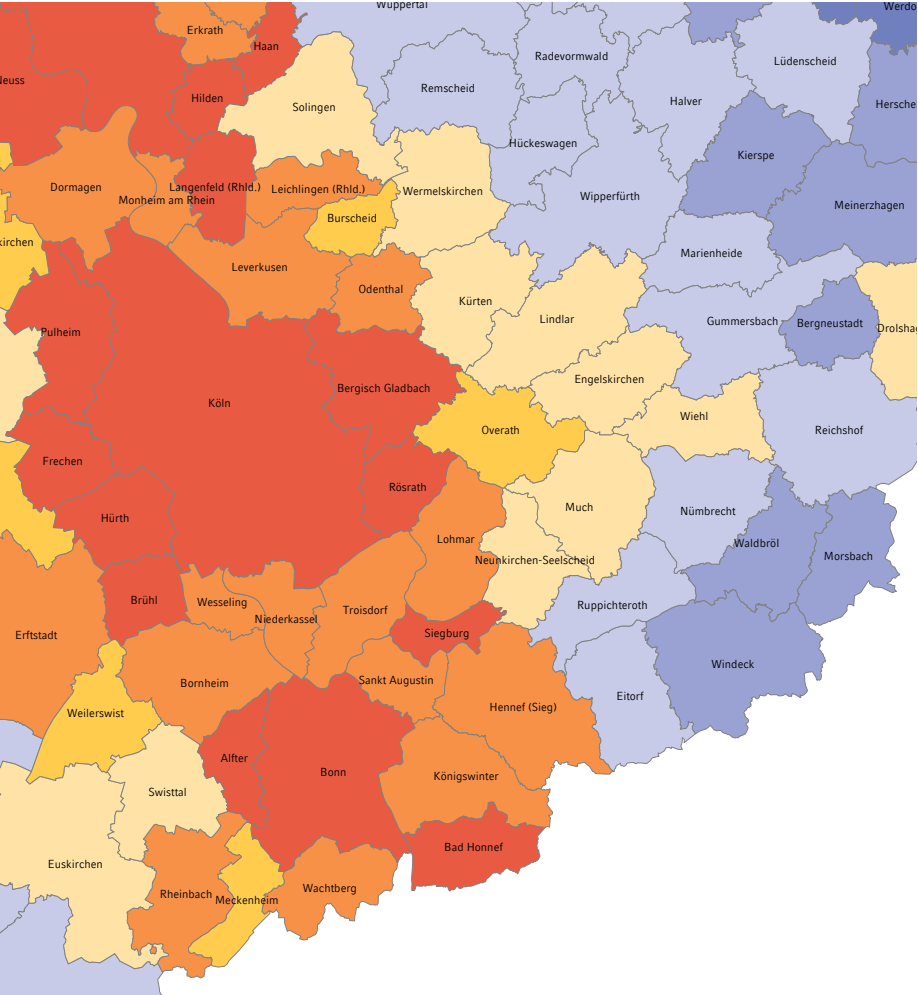 Wuppertal
Werdo
Erkrath
Haan
Radevormwald
Lüdenscheid
Neuss
Remscheid
Hilden
Solingen
Halver
Hersche
Hückeswagen
Kierspe
Dormagen
Langenfeld (Rhld.)
Leichlingen (Rhld.)
Wermelskirchen
Monheim am Rhein
Wipperfürth
Meinerzhagen
Burscheid
kirchen
Marienheide
Leverkusen
Odenthal
Kürten
Lindlar
Gummersbach
Bergneustadt
Drolshag
Pulheim
Engelskirchen
Bergisch Gladbach
Köln
Wiehl
Overath
Reichshof
Frechen
Rösrath
Much
Nümbrecht
Hürth
Lohmar
Waldbröl
Morsbach
Neunkirchen-Seelscheid
Brühl
Wesseling
Troisdorf
Ruppichteroth
Niederkassel
Erftstadt
Siegburg
Windeck
Bornheim
Sankt Augustin
Eitorf
Hennef (Sieg)
Weilerswist
Alfter
Bonn
Königswinter
Swisttal
Bad Honnef
Euskirchen
Rheinbach
Wachtberg
Meckenheim